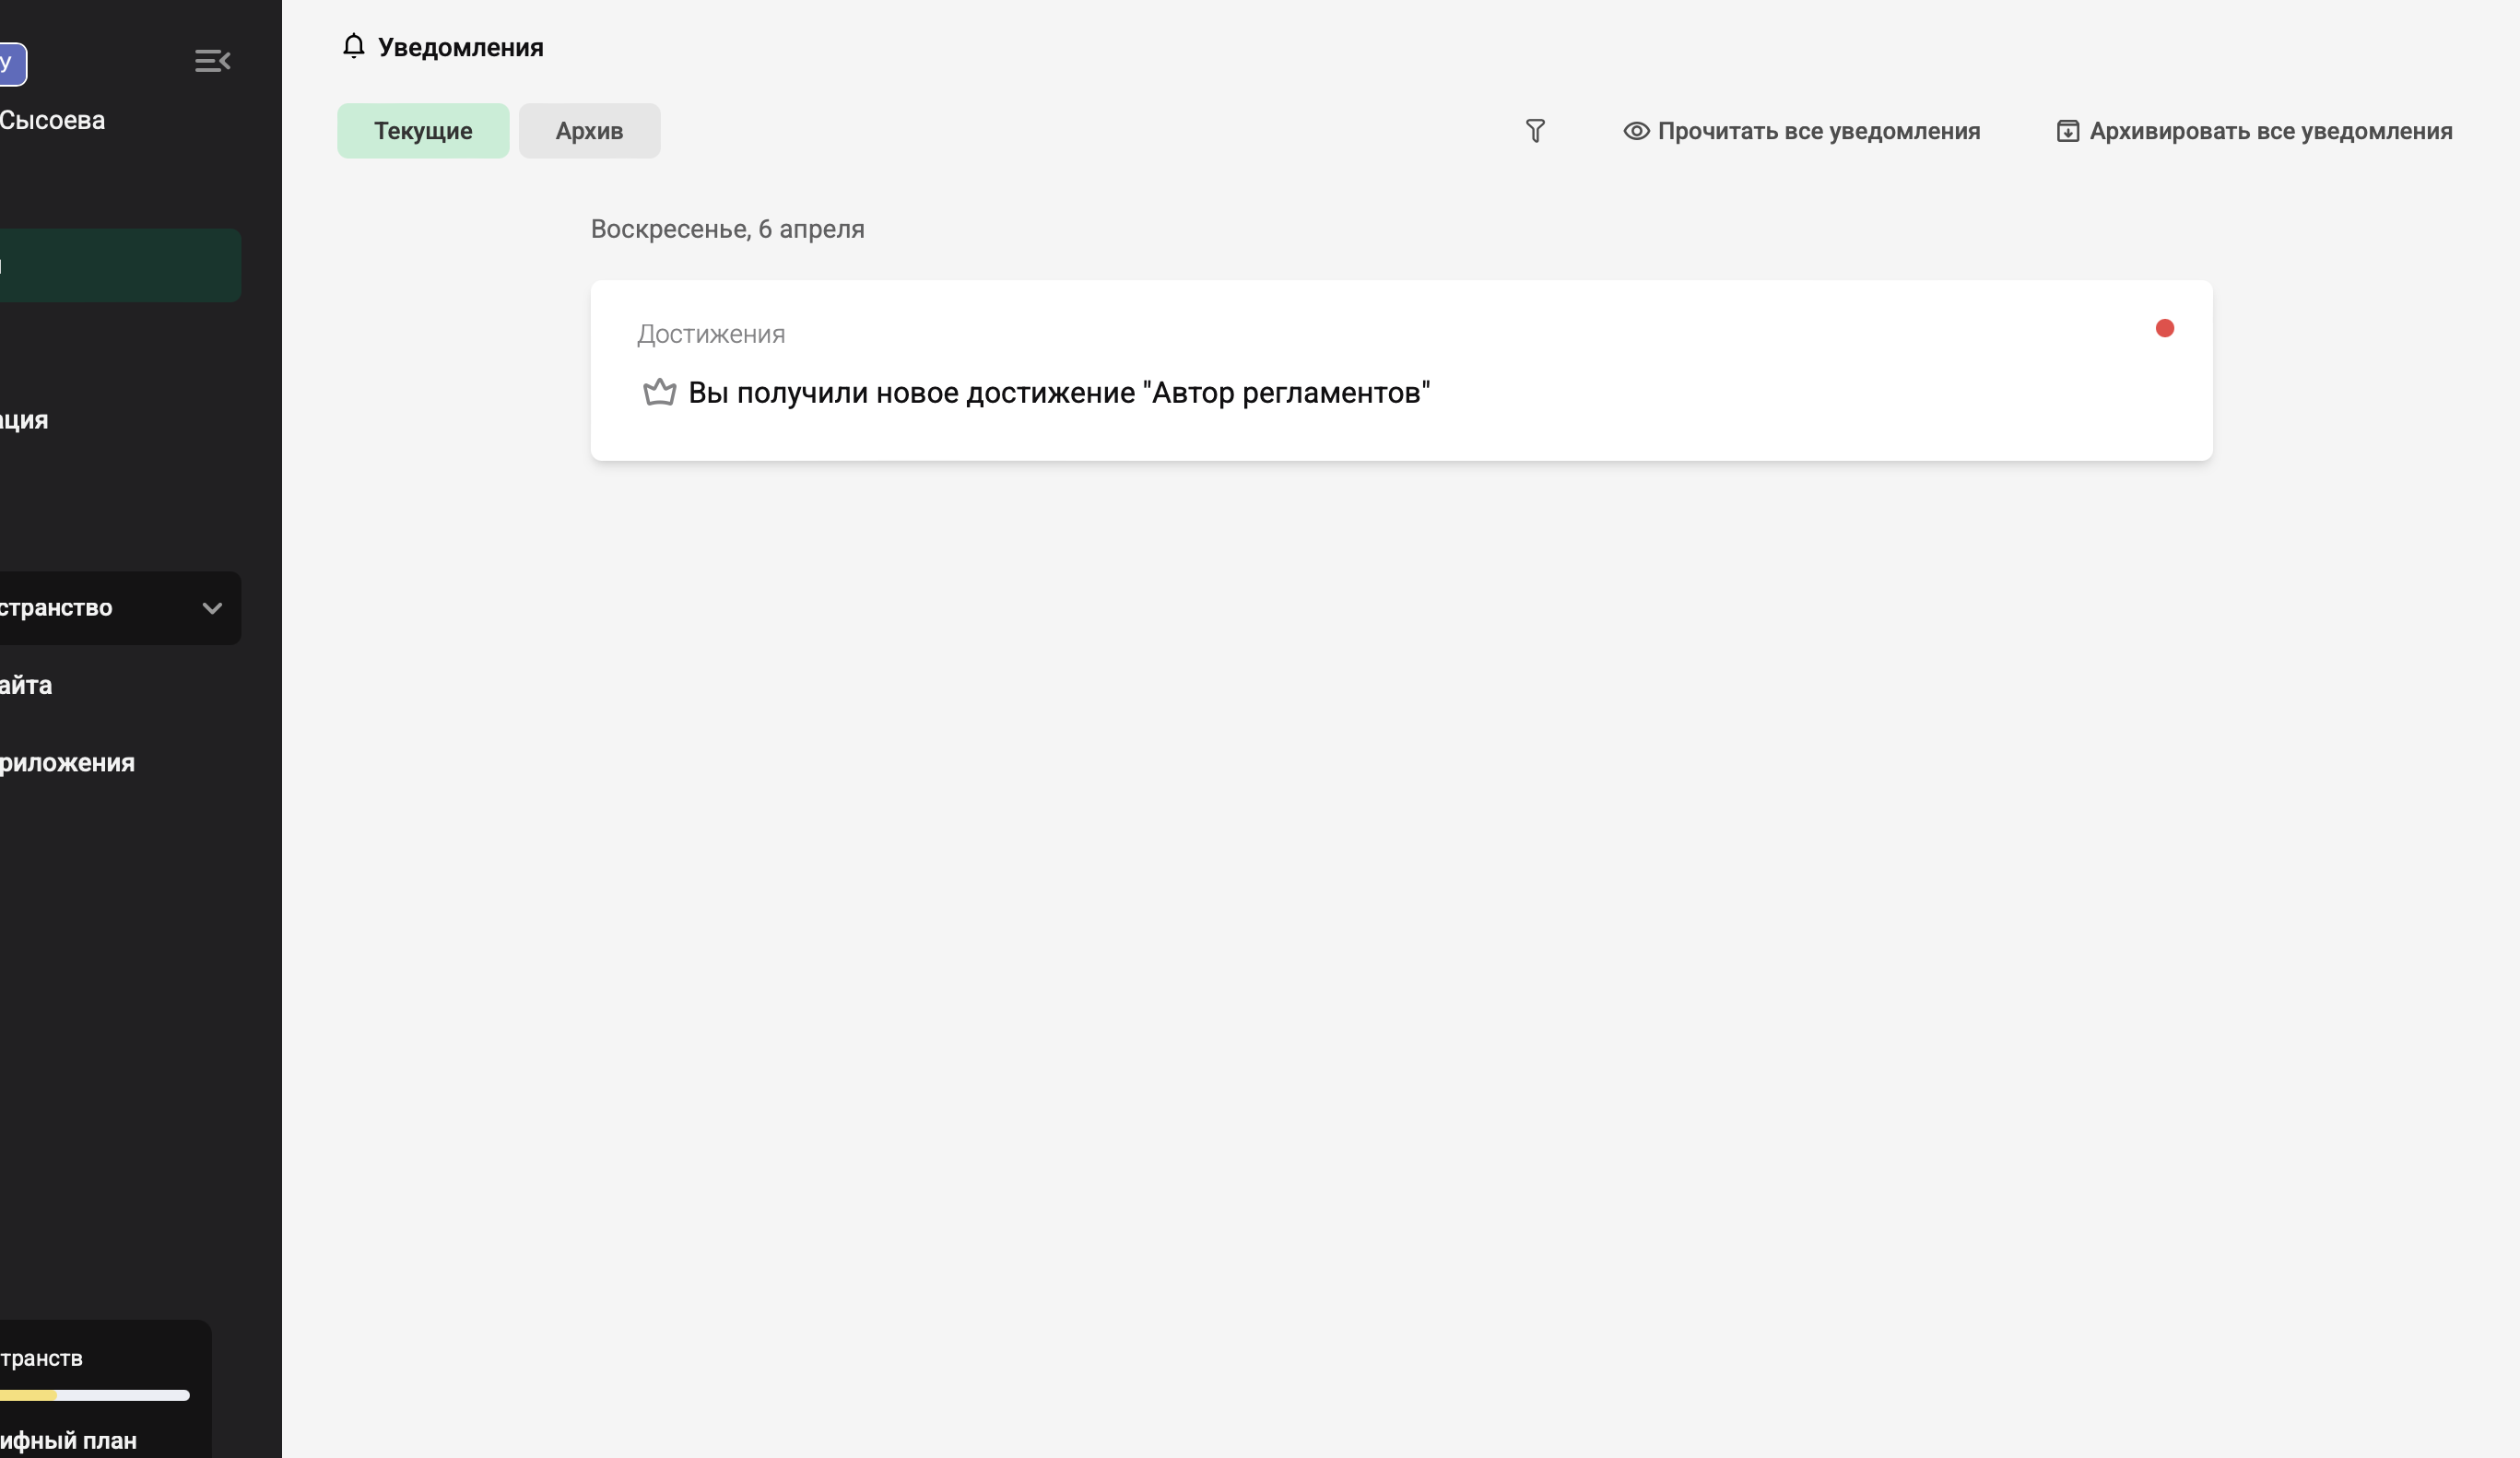 У
Сысоева
ация
странство
айта
риложения
транств
ифный план
Уведомления
Текущие
Архив
Прочитать все уведомления
Архивировать все уведомления
Воскресенье, 6 апреля
Достижения
Вы получили новое достижение "Автор регламентов"